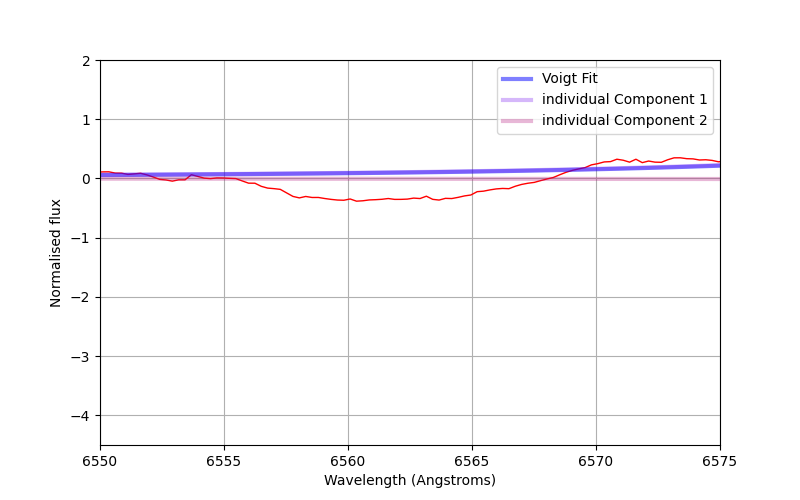 2
1
0
−1
−2
−3
−4
Normalised flux
Voigt Fit
individual Component 1
individual Component 2
6550 6555 6560 6565 6570 6575
Wavelength (Angstroms)